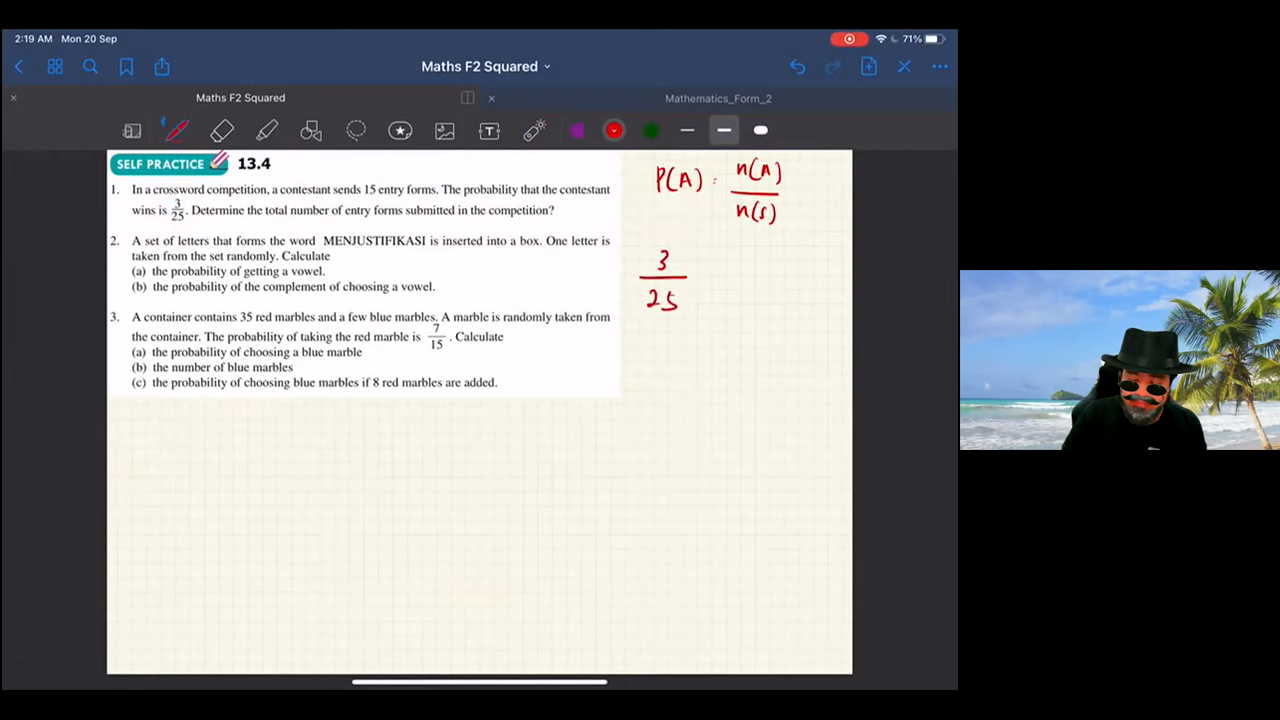 2:19 AM Mon 20 Sep
71%
Maths F2 Squared
Maths F2 Squared
Mathematics_Form_2
SELF PRACTICE 13.4
1. In a crossword competition, a contestant sends 15 entry forms. The probability that the contestant
wins is 3/25. Determine the total number of entry forms submitted in the competition?
2. A set of letters that forms the word MENJUSTIFIKASI is inserted into a box. One letter is
taken from the set randomly. Calculate
(a) the probability of getting a vowel.
(b) the probability of the complement of choosing a vowel.
3. A container contains 35 red marbles and a few blue marbles. A marble is randomly taken from
the container. The probability of taking the red marble is 7/15. Calculate
(a) the probability of choosing a blue marble
(b) the number of blue marbles
(c) the probability of choosing blue marbles if 8 red marbles are added.
P(A) = n(A)/n(S)
3/25